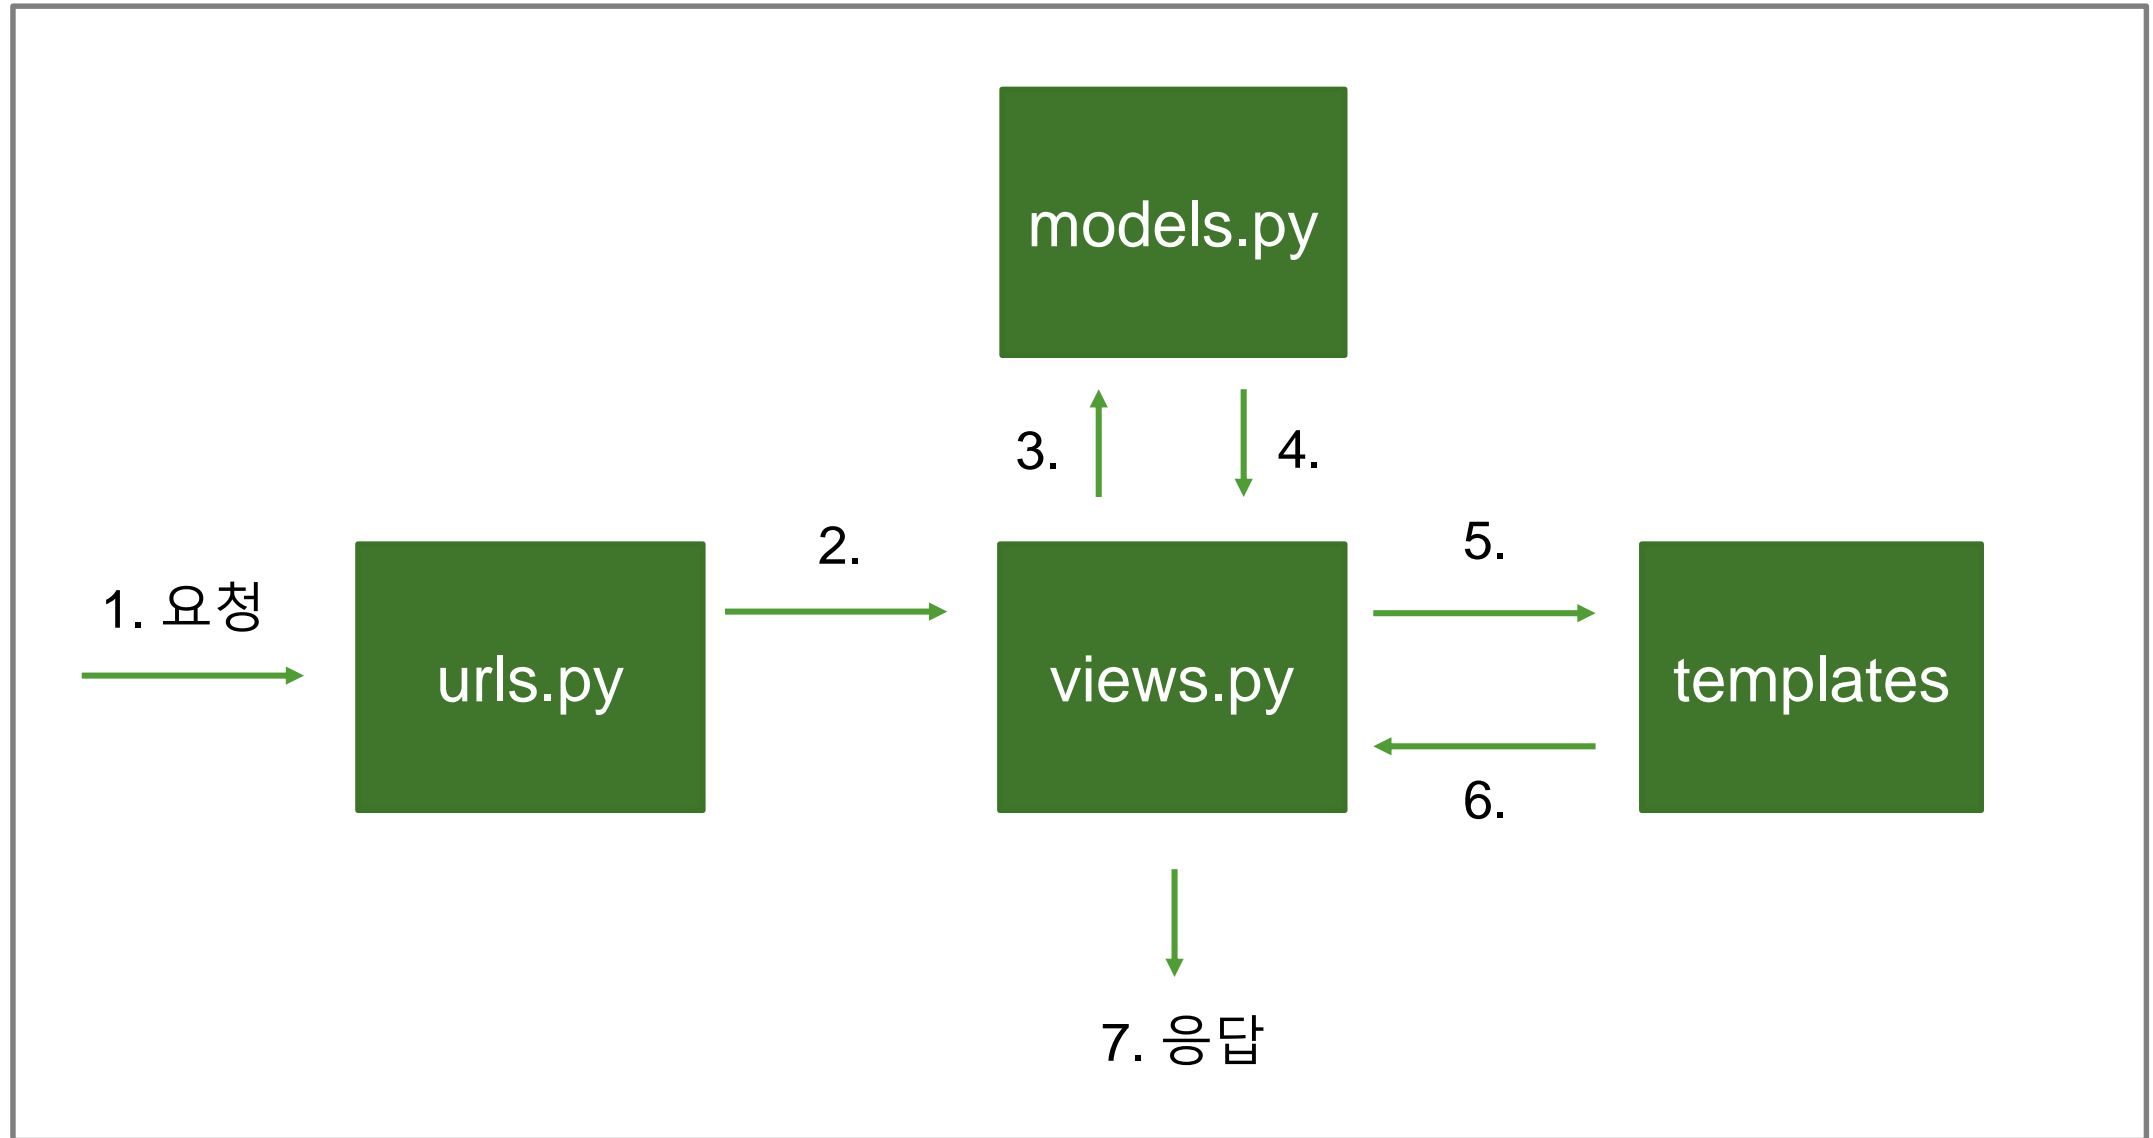 models.py
3.
4.
2.
5.
1. 요청
urls.py
views.py
templates
6.
7. 응답